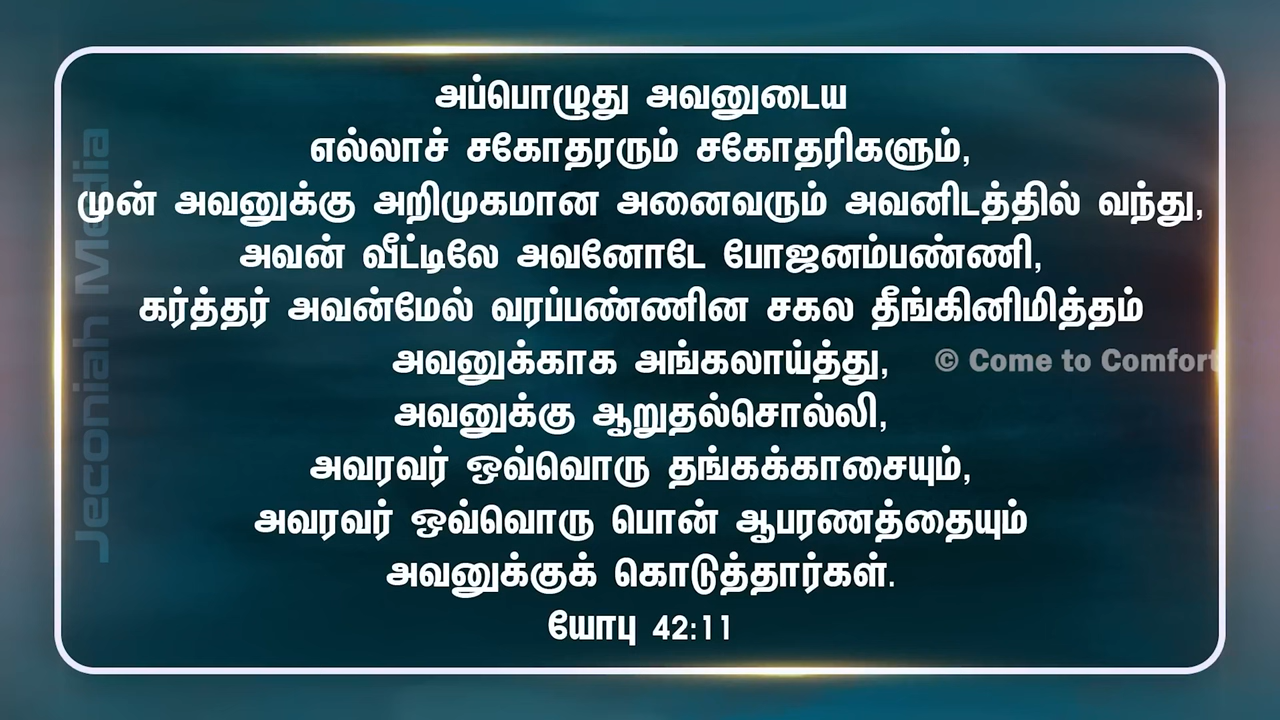 அப்பொழுது அவனுடைய
எல்லாச் சகோதரரும் சகோதரிகளும்,
முன் அவனுக்கு அறிமுகமான அனைவரும் அவனிடத்தில் வந்து,
அவன் வீட்டிலே அவனோடே போஜனம்பண்ணி,
கர்த்தர் அவன்மேல் வரப்பண்ணின சகல தீங்கினிமித்தம்
அவனுக்காக அங்கலாய்த்து,
அவனுக்கு ஆறுதல்சொல்லி,
அவரவர் ஒவ்வொரு தங்கக்காசையும்,
அவரவர் ஒவ்வொரு பொன் ஆபரணத்தையும்
அவனுக்குக் கொடுத்தார்கள்.
யோபு 42:11
© Come to Comfort
Jeconiah Media